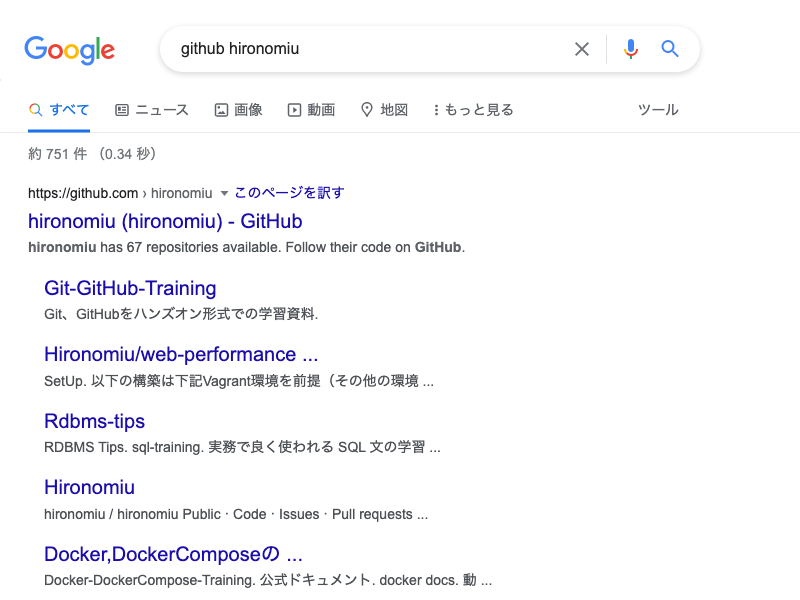 Google
github hironomiu
すべて ニュース 画像 動画 地図 もっと見る ツール
約 751 件 （0.34 秒）
https://github.com › hironomiu このページを訳す
hironomiu (hironomiu) - GitHub
hironomiu has 67 repositories available. Follow their code on GitHub.
Git-GitHub-Training
Git、GitHubをハンズオン形式での学習資料.
Hironomiu/web-performance ...
SetUp. 以下の構築は下記Vagrant環境を前提（その他の環境 ...
Rdbms-tips
RDBMS Tips. sql-training. 実務で良く使われる SQL 文の学習 ...
Hironomiu
hironomiu / hironomiu Public · Code · Issues · Pull requests ...
Docker,DockerComposeの ...
Docker-DockerCompose-Training. 公式ドキュメント. docker docs. 動 ...